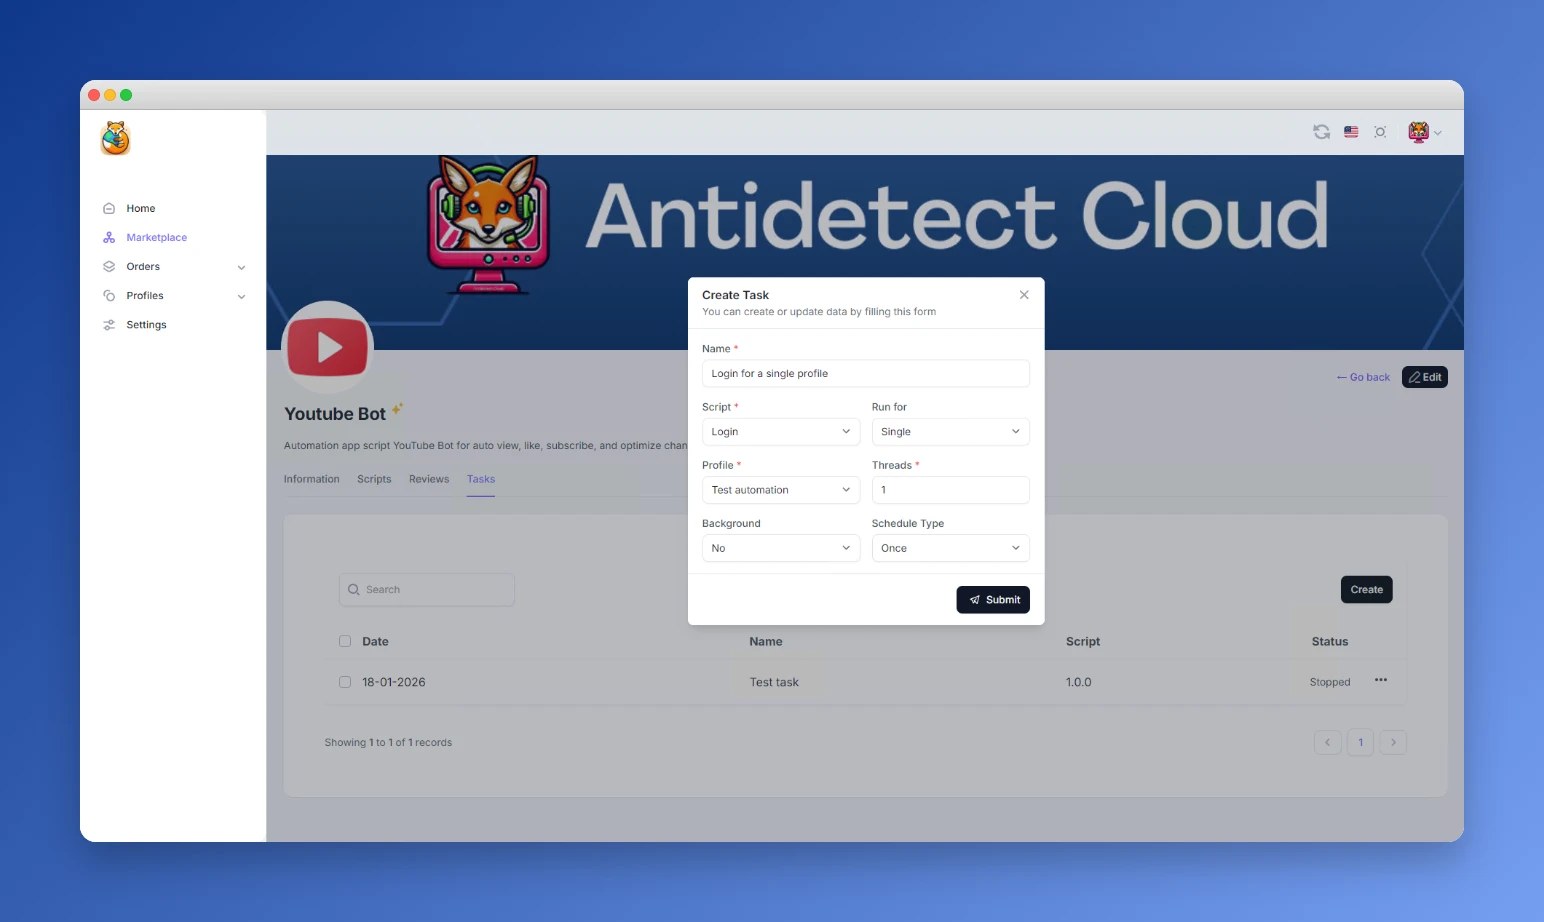 Antidetect Cloud
Home
Marketplace
Orders
Profiles
Settings
Create Task
You can create or update data by filling this form
Name *
Login for a single profile
Script * Run for
Login Single
Profile * Threads *
Test automation 1
Background Schedule Type
No Once
Submit
← Go back Edit
Youtube Bot
Automation app script YouTube Bot for auto view, like, subscribe, and optimize chan
Information Scripts Reviews Tasks
Search Create
Date Name Script Status
18-01-2026 Test task 1.0.0 Stopped
Showing 1 to 1 of 1 records 1